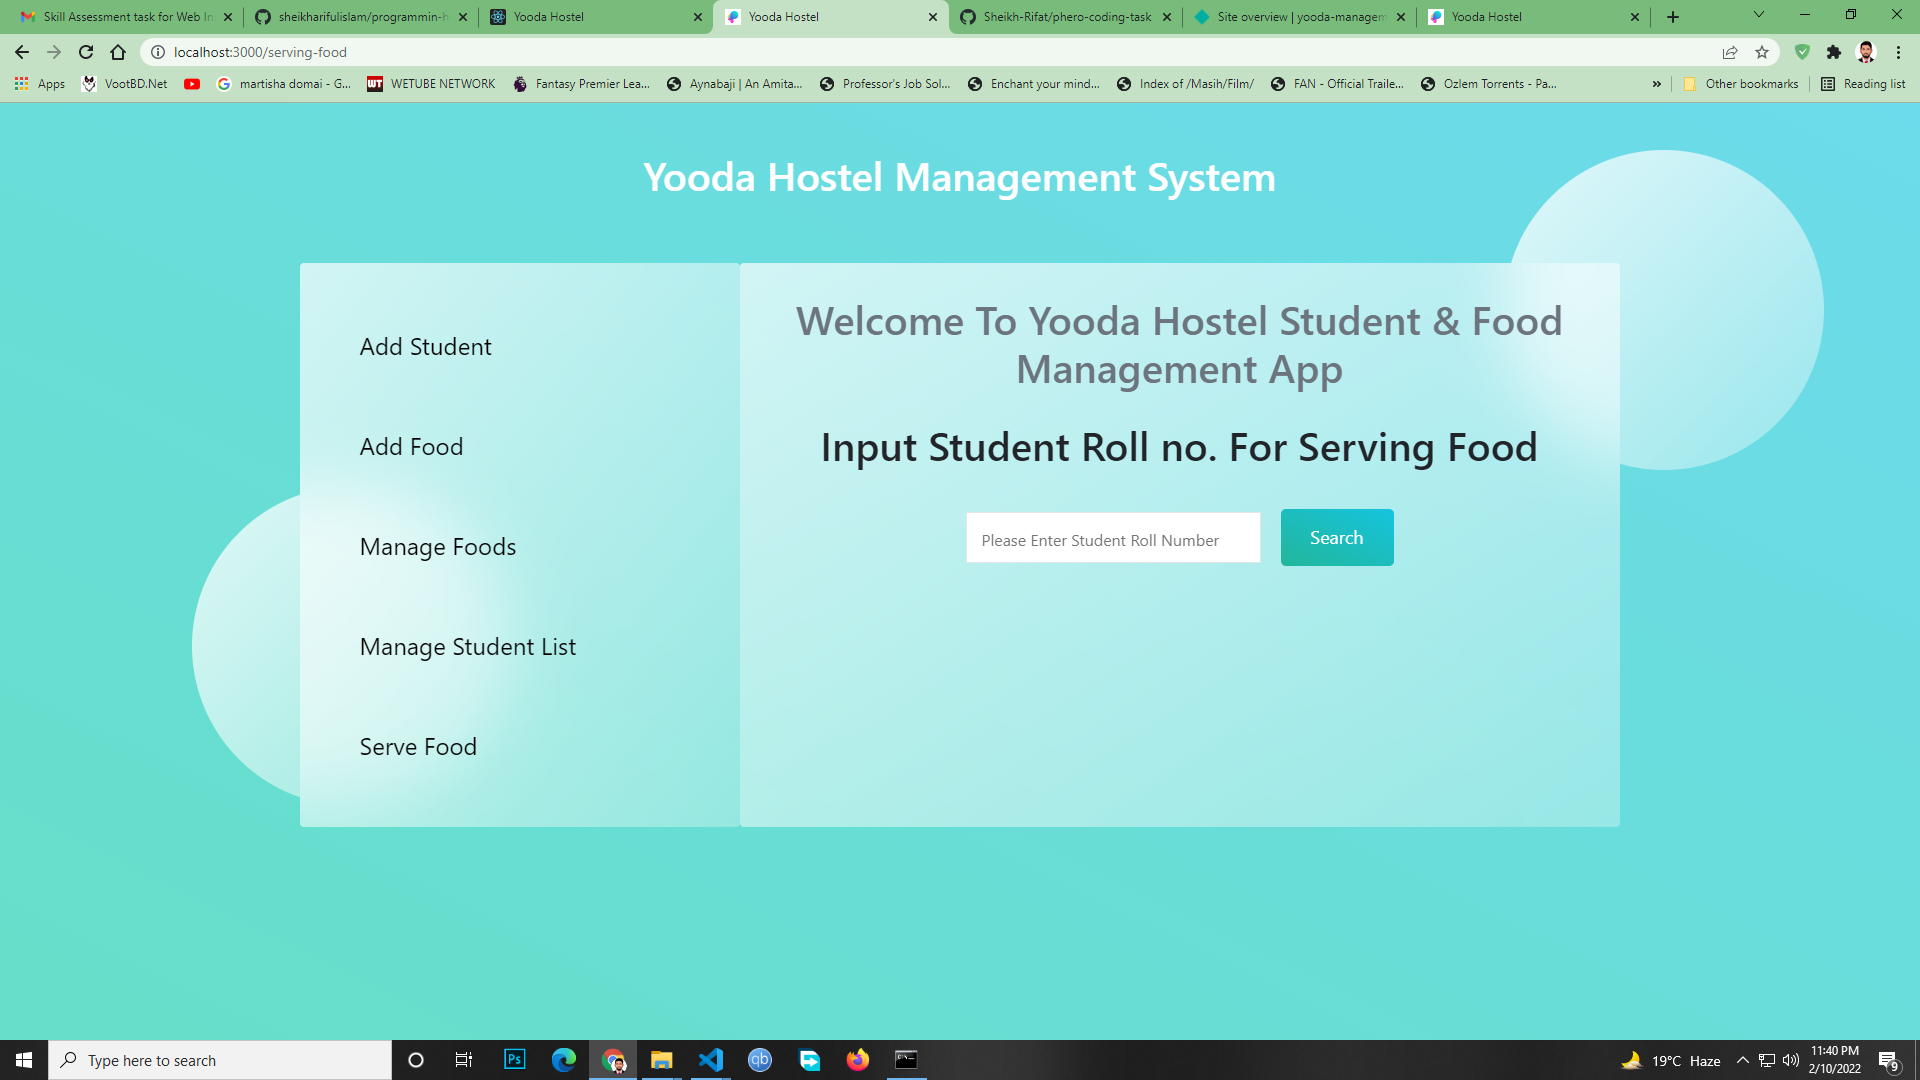 Skill Assessment task for Web In
sheikharifulislam/programmin-h
Yooda Hostel
Yooda Hostel
Sheikh-Rifat/phero-coding-task
Site overview | yooda-managem
Yooda Hostel
localhost:3000/serving-food
Apps
VootBD.Net
martisha domai - G...
WT WETUBE NETWORK
Fantasy Premier Lea...
Aynabaji | An Amita...
Professor's Job Sol...
Enchant your mind...
Index of /Masih/Film/
FAN - Official Traile...
Ozlem Torrents - Pa...
»
Other bookmarks
Reading list
Yooda Hostel Management System
Add Student
Add Food
Manage Foods
Manage Student List
Serve Food
Welcome To Yooda Hostel Student & Food
Management App
Input Student Roll no. For Serving Food
Please Enter Student Roll Number
Search
Type here to search
Ps
qb
19°C Haze
11:40 PM
2/10/2022
9